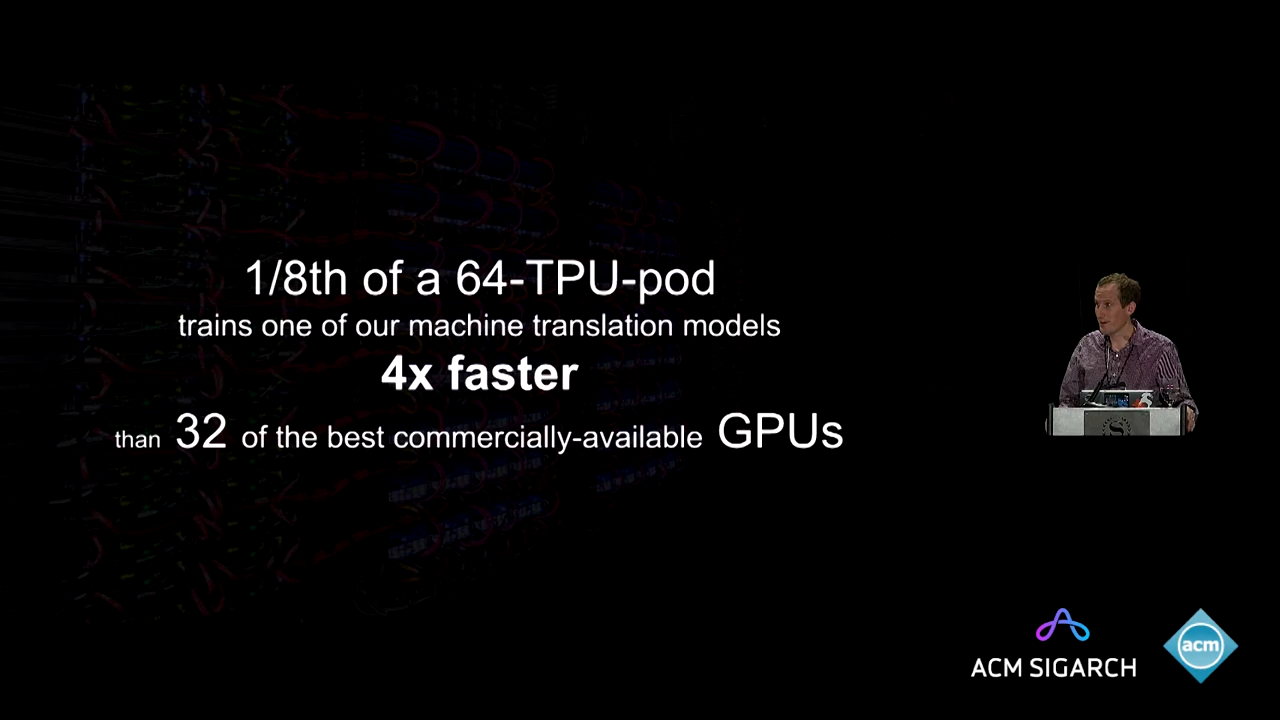 1/8th of a 64-TPU-pod
trains one of our machine translation models
4x faster
than 32 of the best commercially-available GPUs
ACM SIGARCH
acm